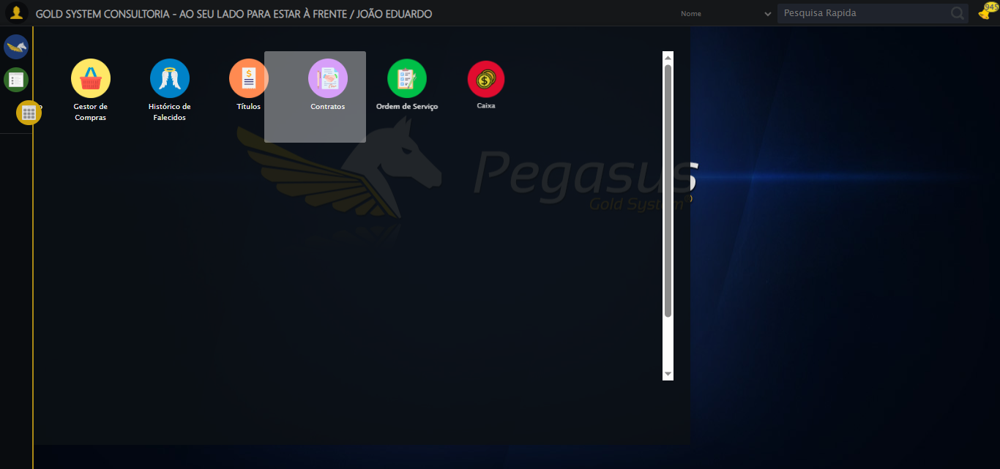 GOLD SYSTEM CONSULTORIA - AO SEU LADO PARA ESTAR À FRENTE / JOÃO EDUARDO
Nome
Pesquisa Rapida
945
o
Gestor de
Compras
Histórico de
Falecidos
Títulos
Contratos
Ordem de Serviço
Caixa
Pegasus
Gold System®